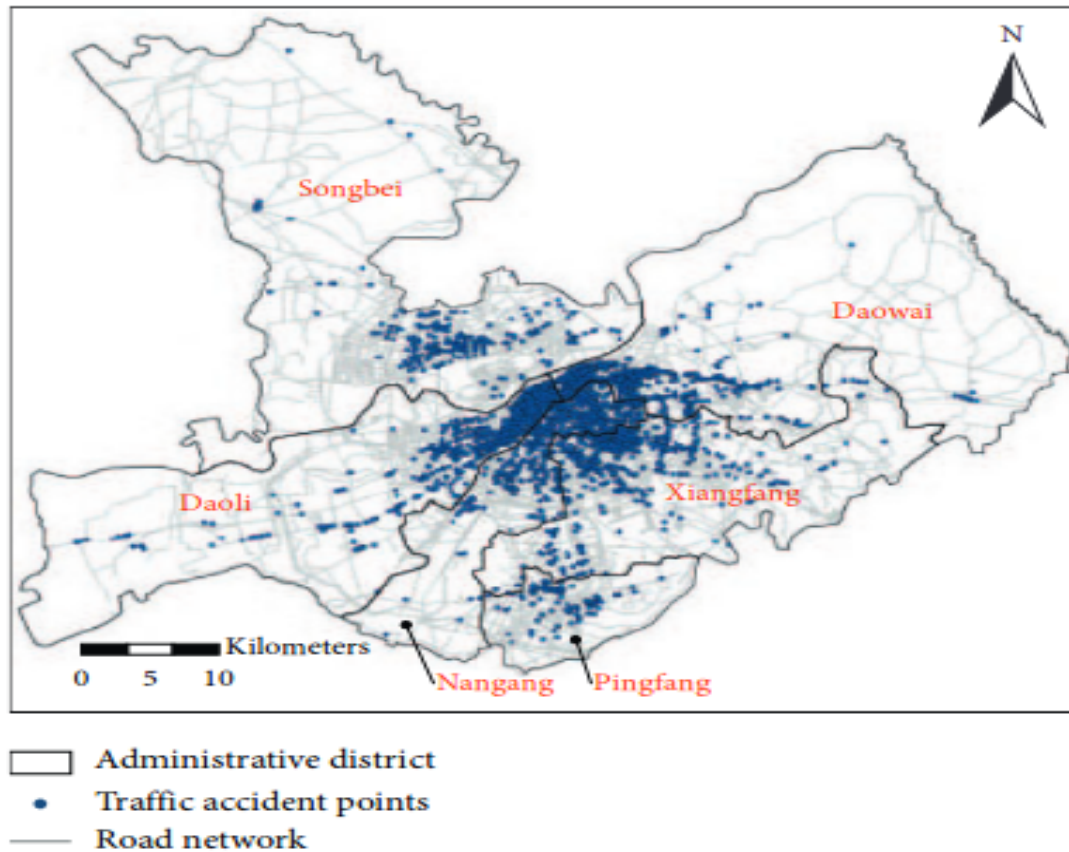 N
Songbei
Daowai
Xiangfang
Daoli
Kilometers
0 5 10
Nangang
Pingfang
Administrative district
Traffic accident points
Road network